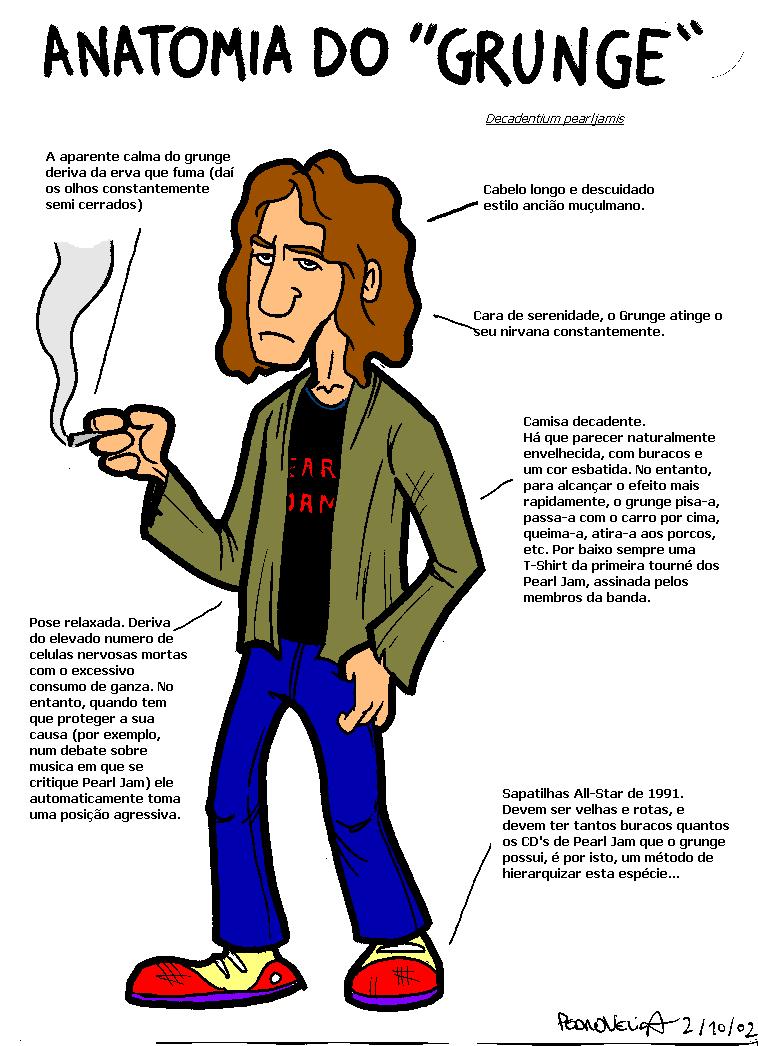 ANATOMIA DO "GRUNGE"
Decadentium pearljamis
A aparente calma do grunge
deriva da erva que fuma (daí
os olhos constantemente
semi cerrados)
Cabelo longo e descuidado
estilo ancião muçulmano.
Cara de serenidade, o Grunge atinge o
seu nirvana constantemente.
Camisa decadente.
Há que parecer naturalmente
envelhecida, com buracos e
um cor esbatida. No entanto,
para alcançar o efeito mais
rapidamente, o grunge pisa-a,
passa-a com o carro por cima,
queima-a, atira-a aos porcos,
etc. Por baixo sempre uma
T-Shirt da primeira tourné dos
Pearl Jam, assinada pelos
membros da banda.
EAR
JAM
Pose relaxada. Deriva
do elevado numero de
celulas nervosas mortas
com o excessivo
consumo de ganza. No
entanto, quando tem
que proteger a sua
causa (por exemplo,
num debate sobre
musica em que se
critique Pearl Jam) ele
automaticamente toma
uma posição agressiva.
Sapatilhas All-Star de 1991.
Devem ser velhas e rotas, e
devem ter tantos buracos quantos
os CD's de Pearl Jam que o grunge
possui, é por isto, um método de
hierarquizar esta espécie...
PEDROVEIGA 2/10/02